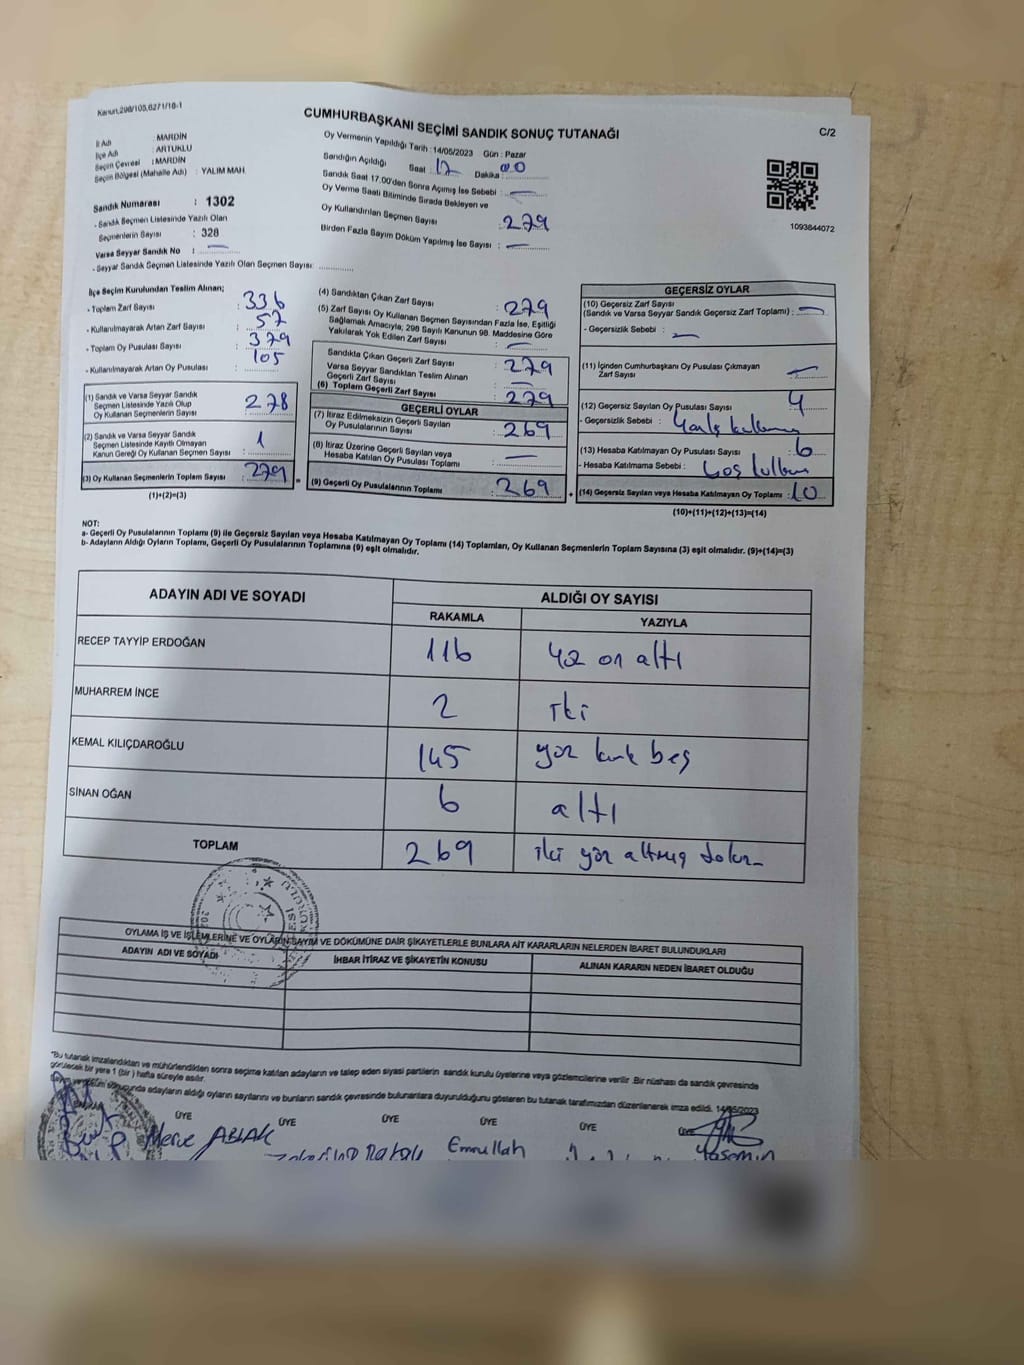 Kanun.298/105,6271/18-1
CUMHURBAŞKANI SEÇİMİ SANDIK SONUÇ TUTANAĞI
C/2
İl Adı : MARDİN
İlçe Adı : ARTUKLU
Seçim Çevresi : MARDİN
Seçim Bölgesi (Mahalle Adı) : YALIM MAH.
Sandık Numarası : 1302
- Sandık Seçmen Listesinde Yazılı Olan
Seçmenlerin Sayısı : 328
Varsa Seyyar Sandık No : —
- Seyyar Sandık Seçmen Listesinde Yazılı Olan Seçmen Sayısı: ............
Oy Vermenin Yapıldığı Tarih : 14/05/2023 Gün : Pazar
Sandığın Açıldığı Saat 17 Dakika : 00
Sandık Saat 17.00'den Sonra Açılmış İse Sebebi : —
Oy Verme Saati Bitiminde Sırada Bekleyen ve
Oy Kullandırılan Seçmen Sayısı : 279
Birden Fazla Sayım Döküm Yapılmış İse Sayısı : —
1093844072
İlçe Seçim Kurulundan Teslim Alınan;
- Toplam Zarf Sayısı : 336
- Kullanılmayarak Artan Zarf Sayısı : 57
- Toplam Oy Pusulası Sayısı : 379
- Kullanılmayarak Artan Oy Pusulası : 105
(1) Sandık ve Varsa Seyyar Sandık
Seçmen Listesinde Yazılı Olup
Oy Kullanan Seçmenlerin Sayısı : 278
(2) Sandık ve Varsa Seyyar Sandık
Seçmen Listesinde Kayıtlı Olmayan
Kanun Gereği Oy Kullanan Seçmen Sayısı : 1
(3) Oy Kullanan Seçmenlerin Toplam Sayısı : 279
(1)+(2)=(3)
(4) Sandıktan Çıkan Zarf Sayısı : 279
(5) Zarf Sayısı Oy Kullanan Seçmen Sayısından Fazla İse, Eşitliği
Sağlamak Amacıyla; 298 Sayılı Kanunun 98. Maddesine Göre
Yakılarak Yok Edilen Zarf Sayısı : —
Sandıkta Çıkan Geçerli Zarf Sayısı : 279
Varsa Seyyar Sandıktan Teslim Alınan
Geçerli Zarf Sayısı : —
(6) Toplam Geçerli Zarf Sayısı : 279
GEÇERLİ OYLAR
(7) İtiraz Edilmeksizin Geçerli Sayılan
Oy Pusulalarının Sayısı : 269
(8) İtiraz Üzerine Geçerli Sayılan veya
Hesaba Katılan Oy Pusulası Toplamı : —
= (9) Geçerli Oy Pusulalarının Toplamı : 269 +
GEÇERSİZ OYLAR
(10) Geçersiz Zarf Sayısı
(Sandık ve Varsa Seyyar Sandık Geçersiz Zarf Toplamı) : —
- Geçersizlik Sebebi : —
(11) İçinden Cumhurbaşkanı Oy Pusulası Çıkmayan
Zarf Sayısı : —
(12) Geçersiz Sayılan Oy Pusulası Sayısı : 4
- Geçersizlik Sebebi :
(13) Hesaba Katılmayan Oy Pusulası Sayısı : 6
- Hesaba Katılmama Sebebi :
(14) Geçersiz Sayılan veya Hesaba Katılmayan Oy Toplamı : 10
(10)+(11)+(12)+(13)=(14)
NOT:
a- Geçerli Oy Pusulalarının Toplamı (9) ile Geçersiz Sayılan veya Hesaba Katılmayan Oy Toplamı (14) Toplamları, Oy Kullanan Seçmenlerin Toplam Sayısına (3) eşit olmalıdır. (9)+(14)=(3)
b- Adayların Aldığı Oyların Toplamı, Geçerli Oy Pusulalarının Toplamına (9) eşit olmalıdır.
ADAYIN ADI VE SOYADI ALDIĞI OY SAYISI
RAKAMLA YAZIYLA
RECEP TAYYİP ERDOĞAN 116 yüz on altı
MUHARREM İNCE 2 iki
KEMAL KILIÇDAROĞLU 145 yüz kırk beş
SİNAN OĞAN 6 altı
TOPLAM 269 iki yüz altmış dokuz
OYLAMA İŞ VE İŞLEMLERİNE VE OYLARIN SAYIM VE DÖKÜMÜNE DAİR ŞİKAYETLERLE BUNLARA AİT KARARLARIN NELERDEN İBARET BULUNDUKLARI
ADAYIN ADI VE SOYADI İHBAR İTİRAZ VE ŞİKAYETİN KONUSU ALINAN KARARIN NEDEN İBARET OLDUĞU
"Bu tutanak imzalandıktan ve mühürlendikten sonra seçime katılan adayların ve talep eden siyasi partilerin sandık kurulu üyelerine veya gözlemcilerine verilir .Bir nüshası da sandık çevresinde
görülecek bir yere 1 (bir ) hafta süreyle asılır.
sonucunda adayların aldığı oyların sayılarını ve bunların sandık çevresinde bulunanlara duyurulduğunu gösteren bu tutanak tarafımızdan düzenlenerek imza edildi. 14/05/2023
ÜYE ÜYE ÜYE ÜYE ÜYE ÜYE
Merve ABLAK Emrullah Yasemin